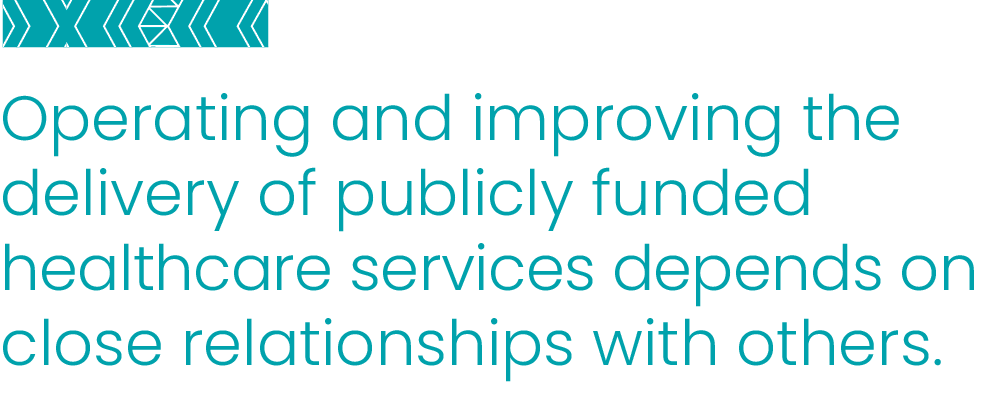 Operating and improving the
delivery of publicly funded
healthcare services depends on
close relationships with others.